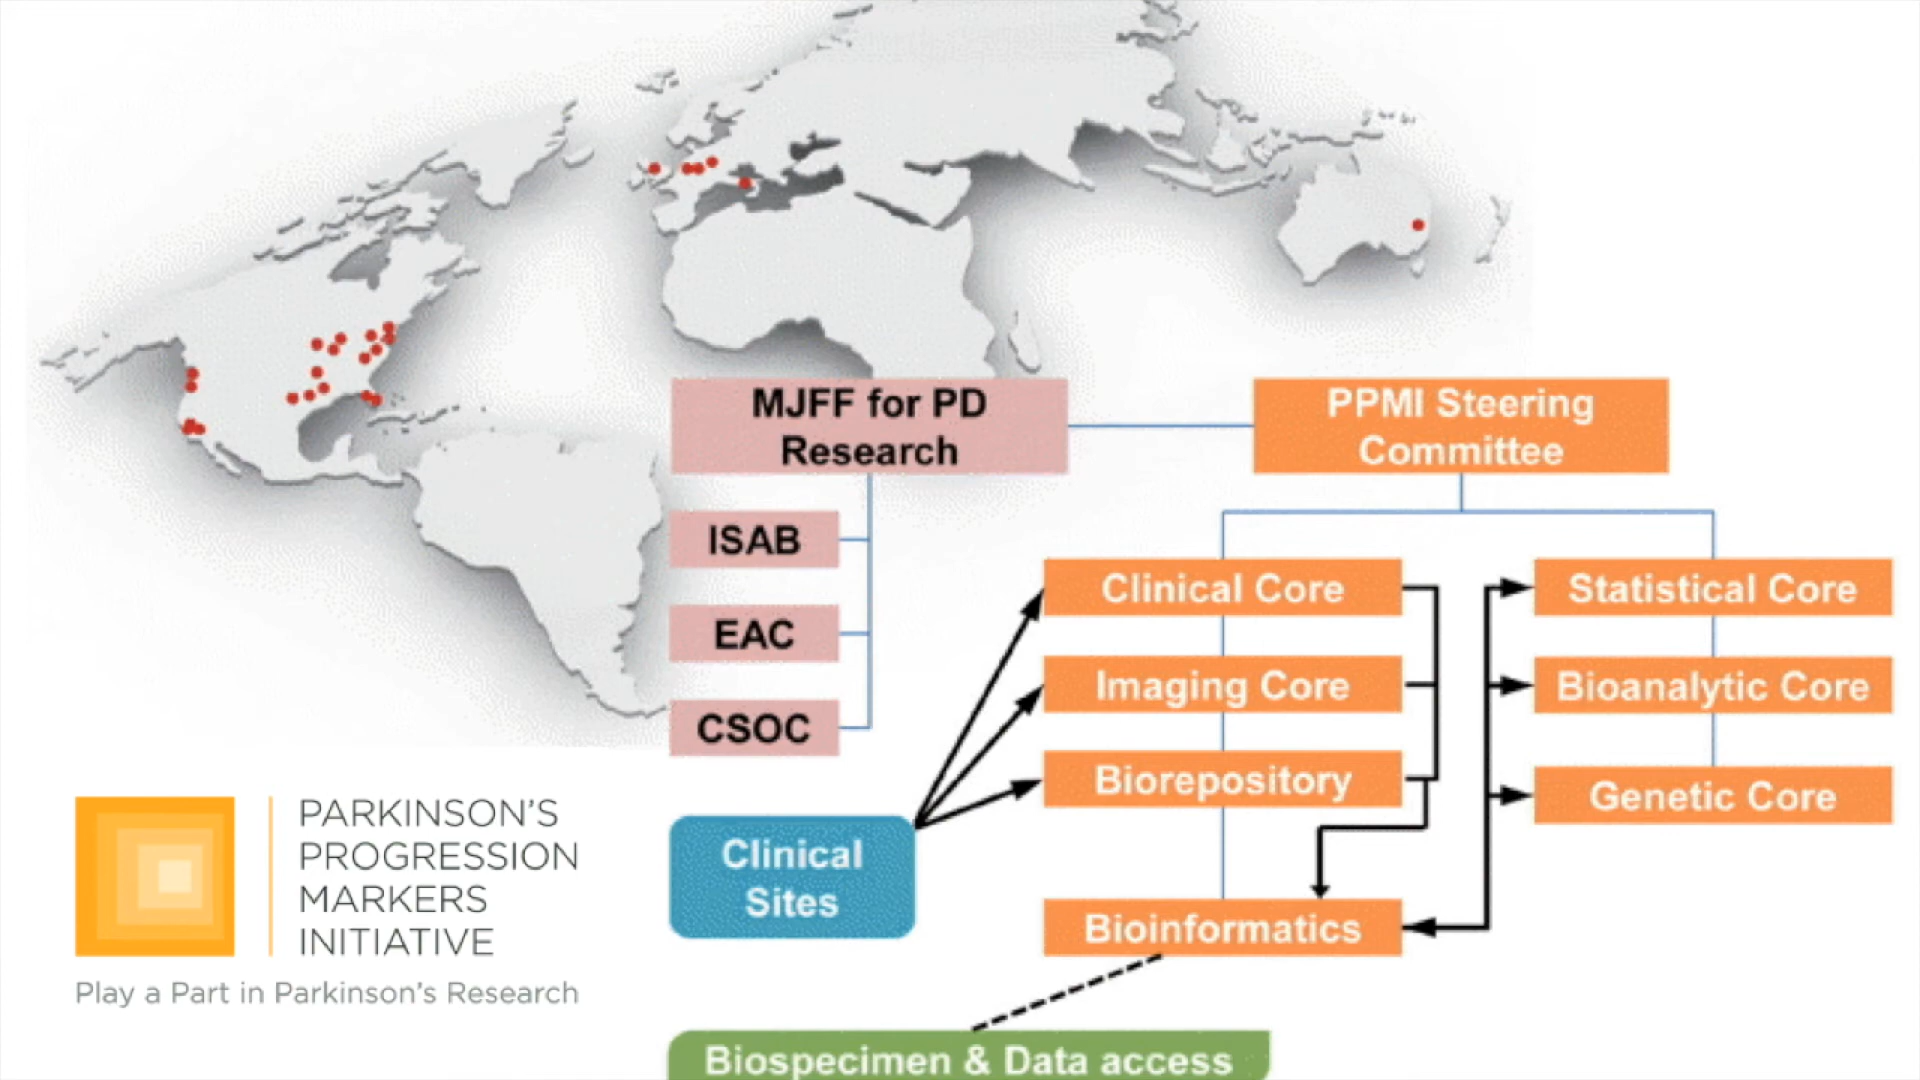 MJFF for PD
Research
PPMI Steering
Committee
ISAB
EAC
CSOC
Clinical Core
Imaging Core
Biorepository
Bioinformatics
Statistical Core
Bioanalytic Core
Genetic Core
Clinical
Sites
Biospecimen & Data access
PARKINSON'S
PROGRESSION
MARKERS
INITIATIVE
Play a Part in Parkinson's Research